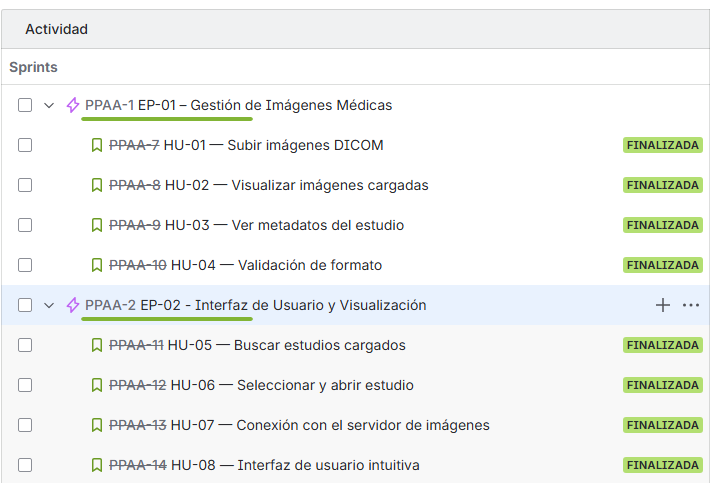 Actividad
Sprints
PPAA-1 EP-01 – Gestión de Imágenes Médicas
PPAA-7 HU-01 — Subir imágenes DICOM FINALIZADA
PPAA-8 HU-02 — Visualizar imágenes cargadas FINALIZADA
PPAA-9 HU-03 — Ver metadatos del estudio FINALIZADA
PPAA-10 HU-04 — Validación de formato FINALIZADA
PPAA-2 EP-02 - Interfaz de Usuario y Visualización
PPAA-11 HU-05 — Buscar estudios cargados FINALIZADA
PPAA-12 HU-06 — Seleccionar y abrir estudio FINALIZADA
PPAA-13 HU-07 — Conexión con el servidor de imágenes FINALIZADA
PPAA-14 HU-08 — Interfaz de usuario intuitiva FINALIZADA